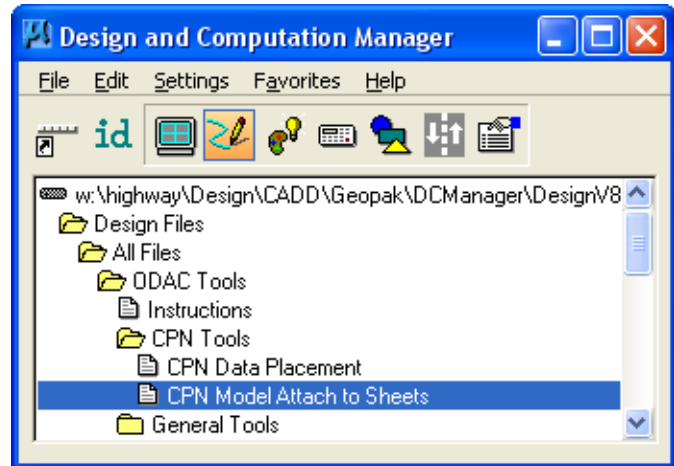 Design and Computation Manager
File Edit Settings Favorites Help
id
w:\highway\Design\CADD\Geopak\DCManager\DesignV8
Design Files
All Files
ODAC Tools
Instructions
CPN Tools
CPN Data Placement
CPN Model Attach to Sheets
General Tools